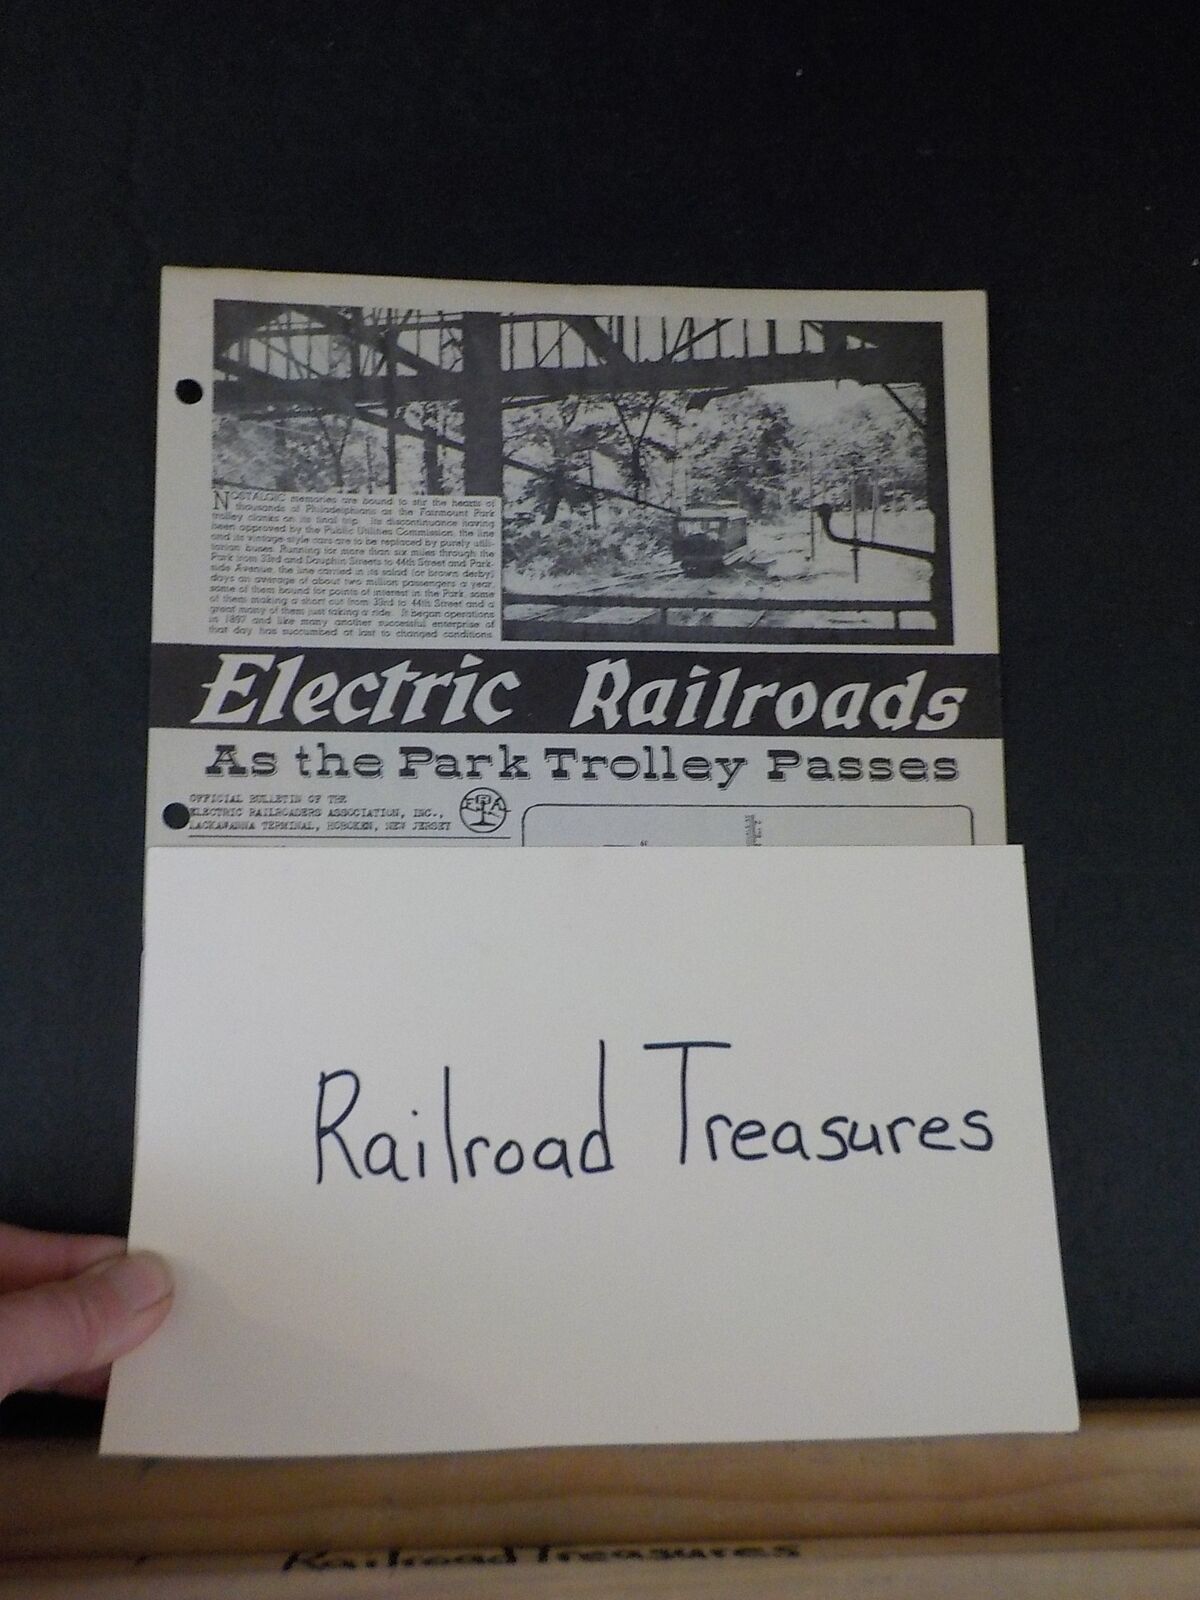 NOSTALGIC memories are bound to stir the hearts of
thousands of Philadelphians as the Fairmount Park
trolley clanks on its final trip. Its discontinuance having
been approved by the Public Utilities Commission, the line
and its vintage-style cars are to be replaced by purely utili-
tarian buses. Running for more than six miles through the
Park from 33rd and Dauphin Streets to 44th Street and Park-
side Avenue, the line carried in its salad (or brown derby)
days an average of about two million passengers a year,
some of them bound for points of interest in the Park, some
of them making a short cut from 33rd to 44th Street and a
great many of them just taking a ride. It began operations
in 1897 and like many another successful enterprise of
that day has succumbed at last to changed conditions.
Electric Railroads
As the Park Trolley Passes
OFFICIAL BULLETIN OF THE
ELECTRIC RAILROADERS ASSOCIATION, INC.,
LACKAWANNA TERMINAL, HOBOKEN, NEW JERSEY
ERA
Railroad Treasures
Railroad Treasures